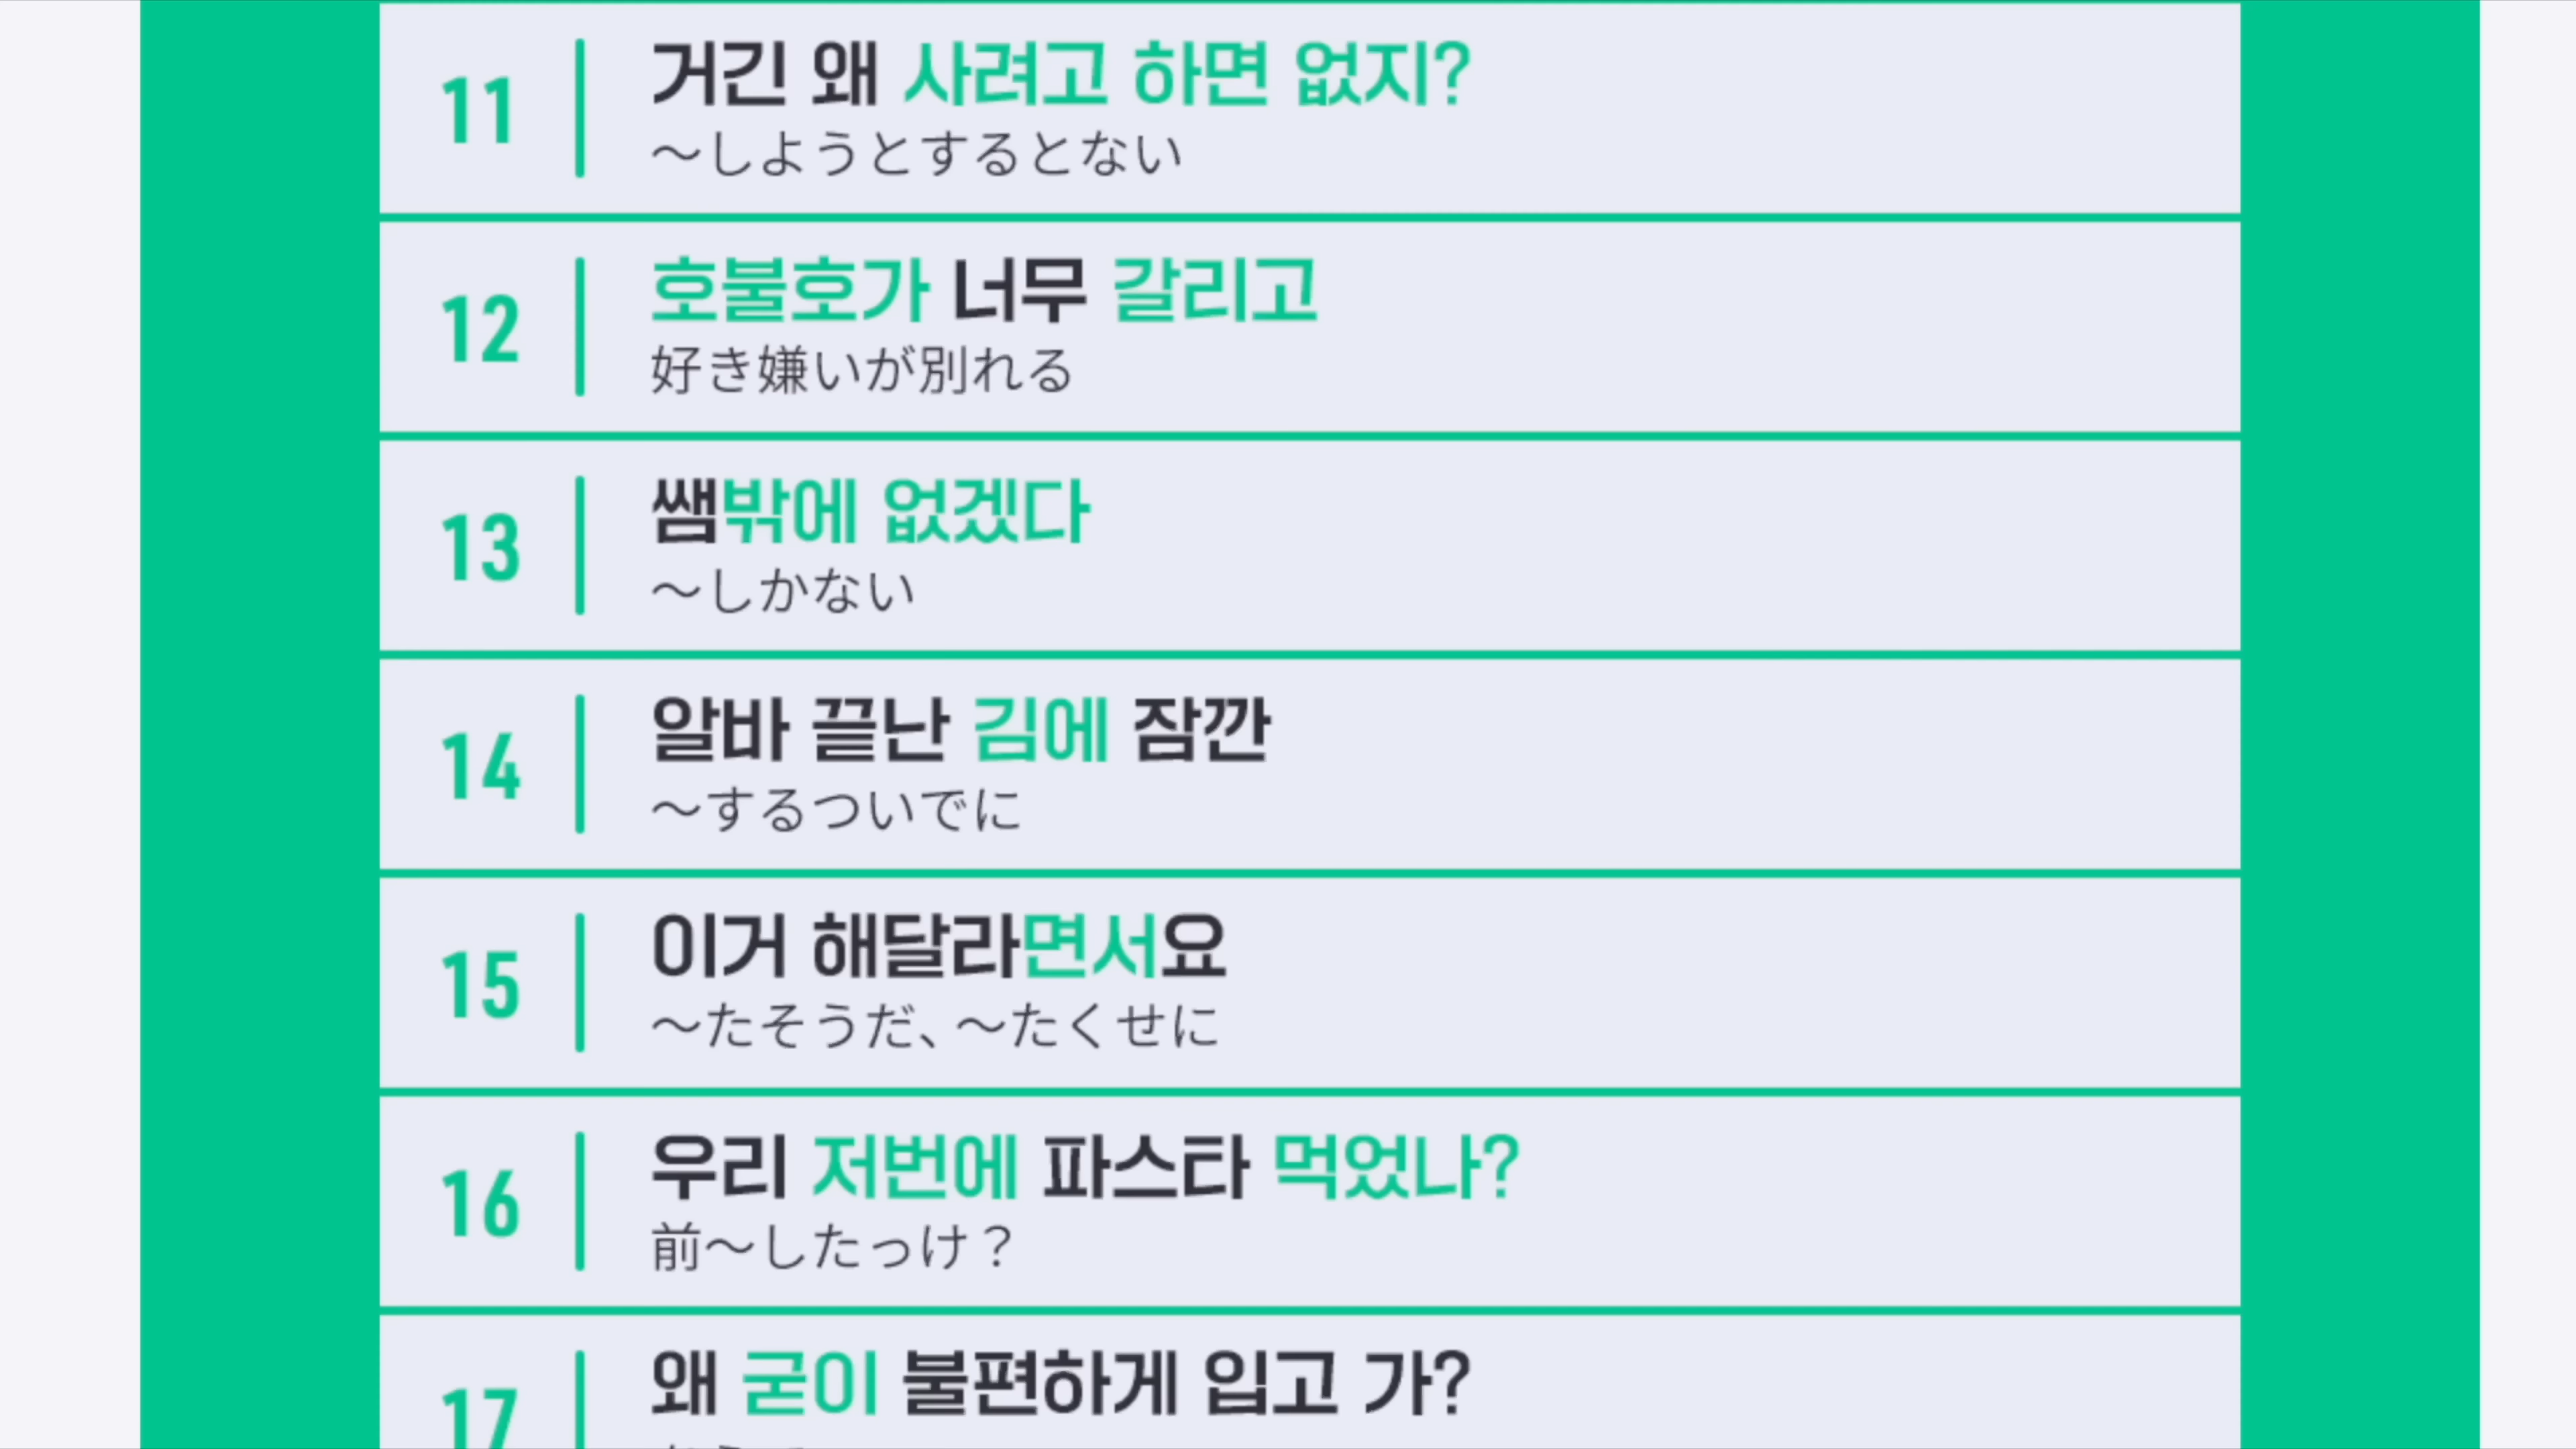 11
거긴 왜 사려고 하면 없지?
～しようとするとない
12
호불호가 너무 갈리고
好き嫌いが別れる
13
쌤밖에 없겠다
～しかない
14
알바 끝난 김에 잠깐
～するついでに
15
이거 해달라면서요
～たそうだ、～たくせに
16
우리 저번에 파스타 먹었나?
前～したっけ？
17
왜 굳이 불편하게 입고 가?